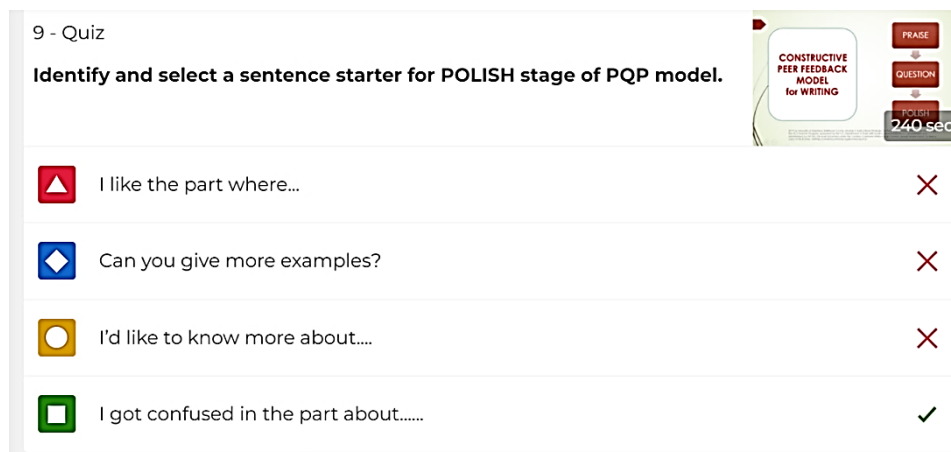 9 - Quiz
Identify and select a sentence starter for POLISH stage of PQP model.
CONSTRUCTIVE
PEER FEEDBACK
MODEL
for WRITING
PRAISE
QUESTION
POLISH
240 sec
I like the part where...
Can you give more examples?
I'd like to know more about....
I got confused in the part about......